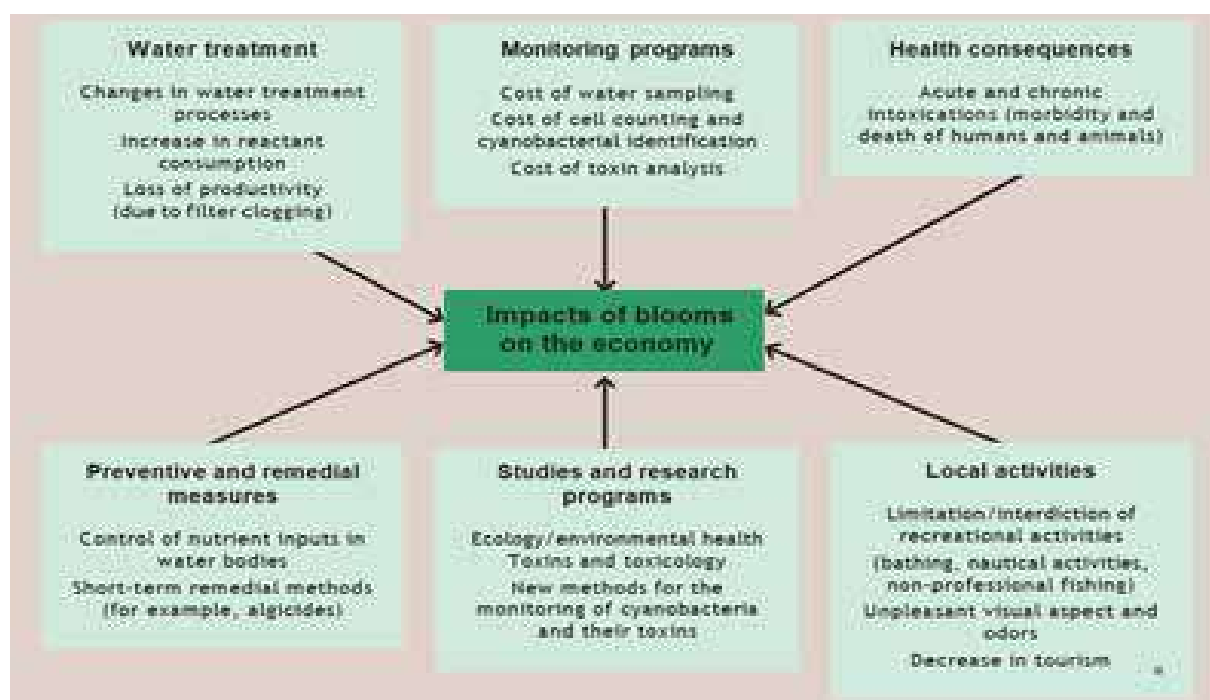 Water treatment
Changes in water treatment
processes
Increase in reactant
consumption
Loss of productivity
(due to filter clogging)
Monitoring programs
Cost of water sampling
Cost of cell counting and
cyanobacterial identification
Cost of toxin analysis
Health consequences
Acute and chronic
intoxications (morbidity and
death of humans and animals)
Impacts of blooms
on the economy
Preventive and remedial
measures
Control of nutrient inputs in
water bodies
Short-term remedial methods
(for example, algicides)
Studies and research
programs
Ecology/environmental health
Toxins and toxicology
New methods for the
monitoring of cyanobacteria
and their toxins
Local activities
Limitation/interdiction of
recreational activities
(bathing, nautical activities,
non-professional fishing)
Unpleasant visual aspect and
odors
Decrease in tourism